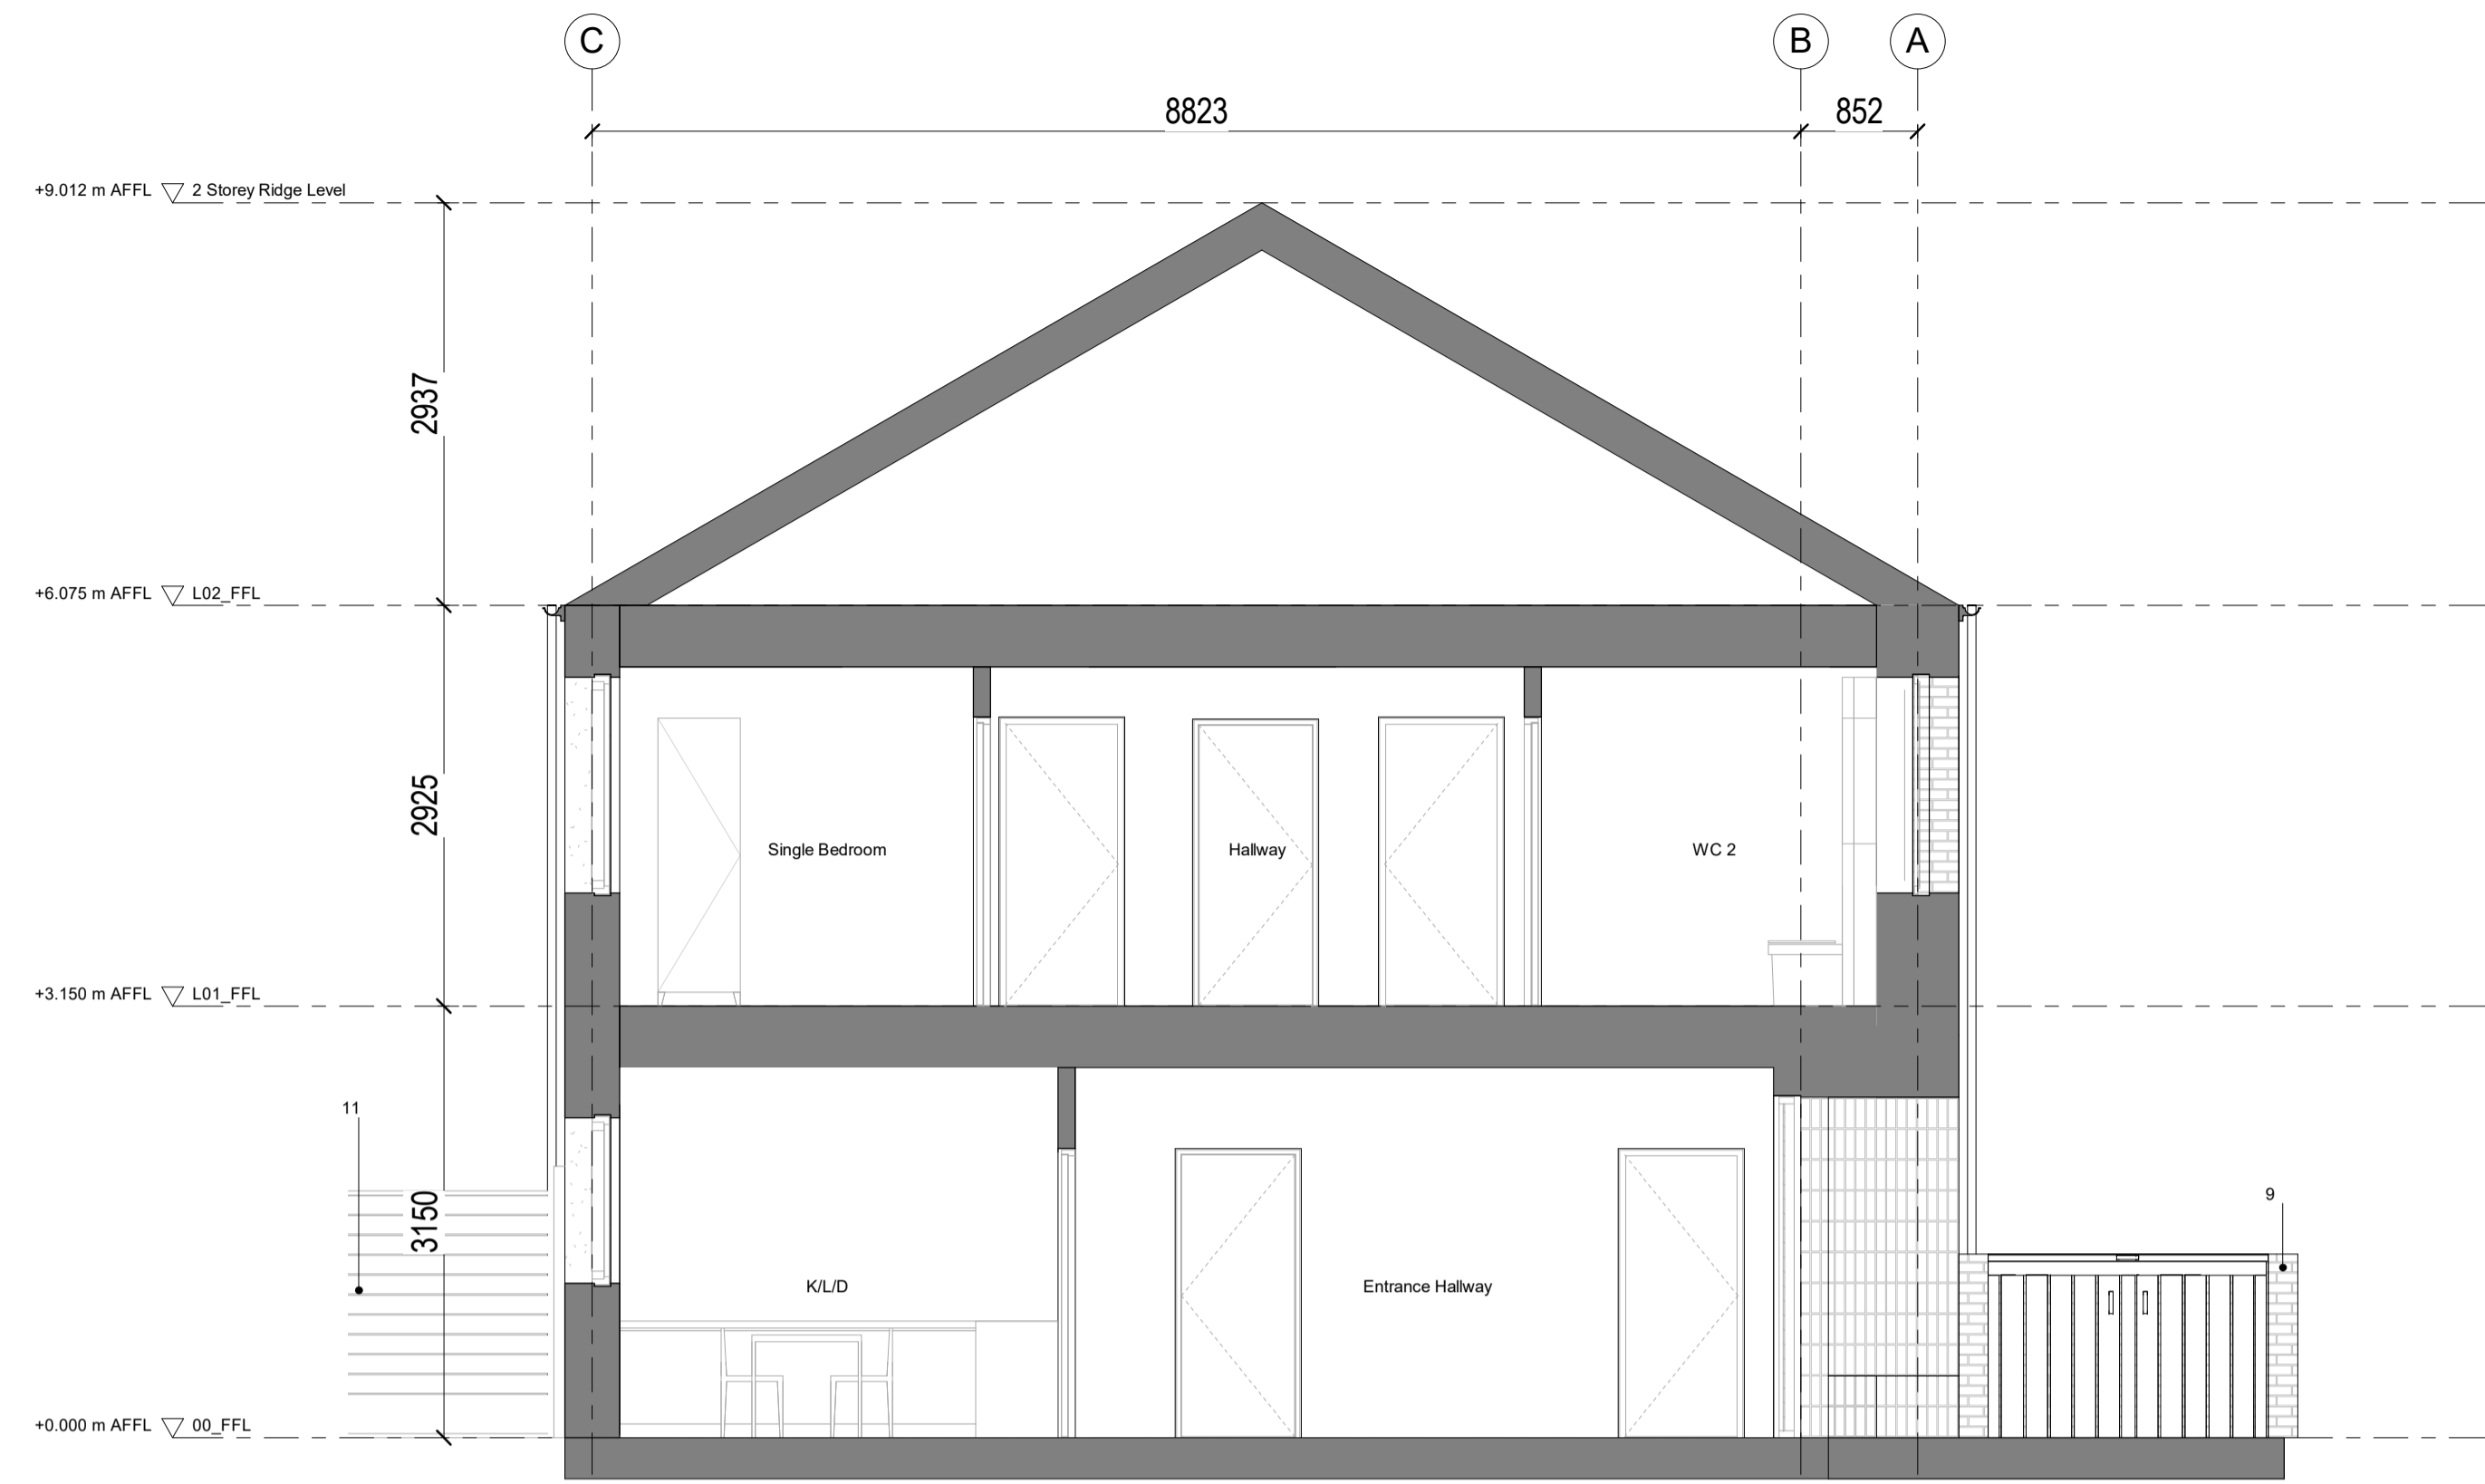 C
B
A
8823
852
+9.012 m AFFL 2 Storey Ridge Level
2937
+6.075 m AFFL L02_FFL
2925
Single Bedroom
Hallway
WC 2
+3.150 m AFFL L01_FFL
11
3150
9
K/L/D
Entrance Hallway
+0.000 m AFFL 00_FFL